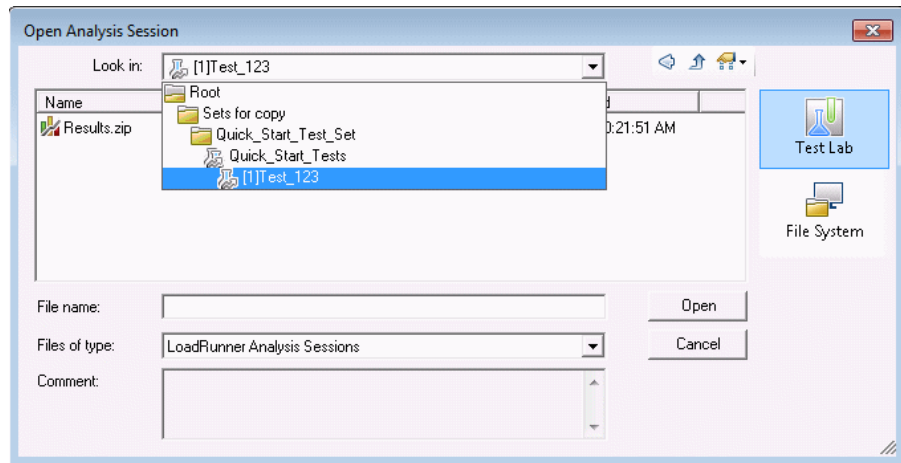 Open Analysis Session
Look in:
[1]Test_123
Name
Root
Sets for copy
Results.zip
Quick_Start_Test_Set
:21:51 AM
Quick_Start_Tests
[1]Test_123
Test Lab
File System
File name:
Open
Files of type:
LoadRunner Analysis Sessions
Cancel
Comment: